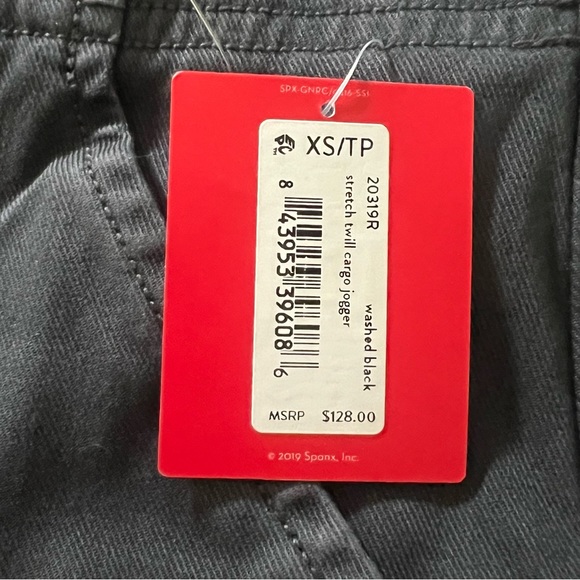 XS/TP
20319R washed black
stretch twill cargo jogger
8 43953 39608 6
MSRP $128.00
© 2019 Spanx, Inc.